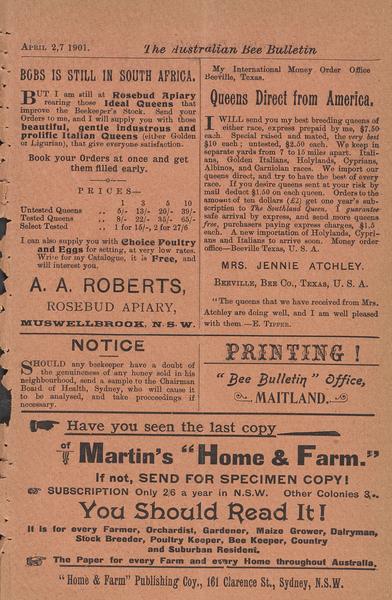 APRIL 2,7 1901. The Australian Bee Bulletin
BGBS IS STILL IN SOUTH AFRICA.
BUT I am still at Roserub Apiary
rearing those Ideal Queens that
improve the Beekeeper's Stock. Send your
Orders to me, and I will supply you with those
beautiful, gentle industrous and
prolific Italian Queens (either Golden
or Ligurian), that give everyone satisfaction.
Book your Orders at once and get
them filled early.
PRICES—
1 3 5 10
Untested Queens .. 5/- 13/- 20/- 39/-
Tested Queens .. 8/- 22/- 35/- 65/-
Select Tested .. 1 for 15/-, 2 for 27/6
I can also supply you with Choice Poultry
and Eggs for setting, at very low rates.
Write for my Catalogue, it is Free, and
will interest you.
A. A. ROBERTS,
ROSERUB APIARY,
MUSWELLBROOK, N.S.W.
NOTICE
SHOULD any beekeeper have a doubt of
the genuineness of any honey sold in his
neighbourhood, send a sample to the Chairman
Board of Health, Sydney, who will cause it
to be analysed, and take proccedings if
necessary.
My International Money Order Office
Beeville, Texas.
Queens Direct from America.
I WILL send you my best breeding queens of
either race, express prepaid by me, $7.50
each. Special raised and mated, the very best
$10 each; untested, $2.50 each. We keep in
separate yards from 7 to 15 miles apart. Ital-
ians, Golden Italians, Holylands, Cyprians,
Albinos, and Carniolan races. We import our
queens direct, and try to have the best of every
race. If you desire queens sent at your risk by
mail deduct $1.50 on each queen. Orders to the
amount of ten dollars (£2) get one year's sub-
scription to The Southland Queen. I guarantee
safe arrival by express, and send more queens
free, purchasers paying express charges, $1.5
each. A new importation of Holylands, Cypri-
ans and Italians to arrive soon. Money order
office—Beeville Texas, U. S. A.
MRS. JENNIE ATCHLEY.
BEEVILLE, BEE CO., TEXAS, U. S. A.
"The queens that we have received from Mrs.
Atchley are doing well, and I am well pleased
with them.—E. TIPPER.
PRINTING!
"Bee Bulletin" Office,
MAITLAND.
Have you seen the last copy
of Martin's "Home & Farm."
If not, SEND FOR SPECIMEN COPY!
SUBSCRIPTION Only 2/6 a year in N.S.W. Other Colonies 3
You Should Read It!
It is for every Farmer, Orchardist, Gardener, Maize Grower, Dairyman,
Stock Breeder, Poultry Keeper, Bee Keeper, Country
and Suburban Resident.
The Paper for every Farm and every Home throughout Australia.
"Home & Farm" Publishing Coy., 161 Clarence St., Sydney, N.S.W.